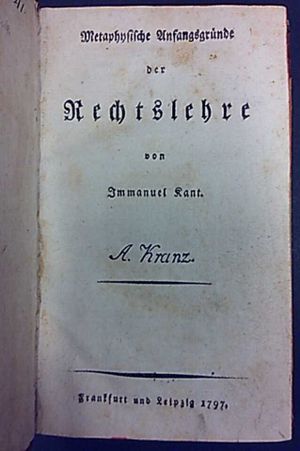 Metaphysische Anfangsgründe
der
Rechtslehre
von
Immanuel Kant.
A. Kranz.
Frankfurt und Leipzig 1797.